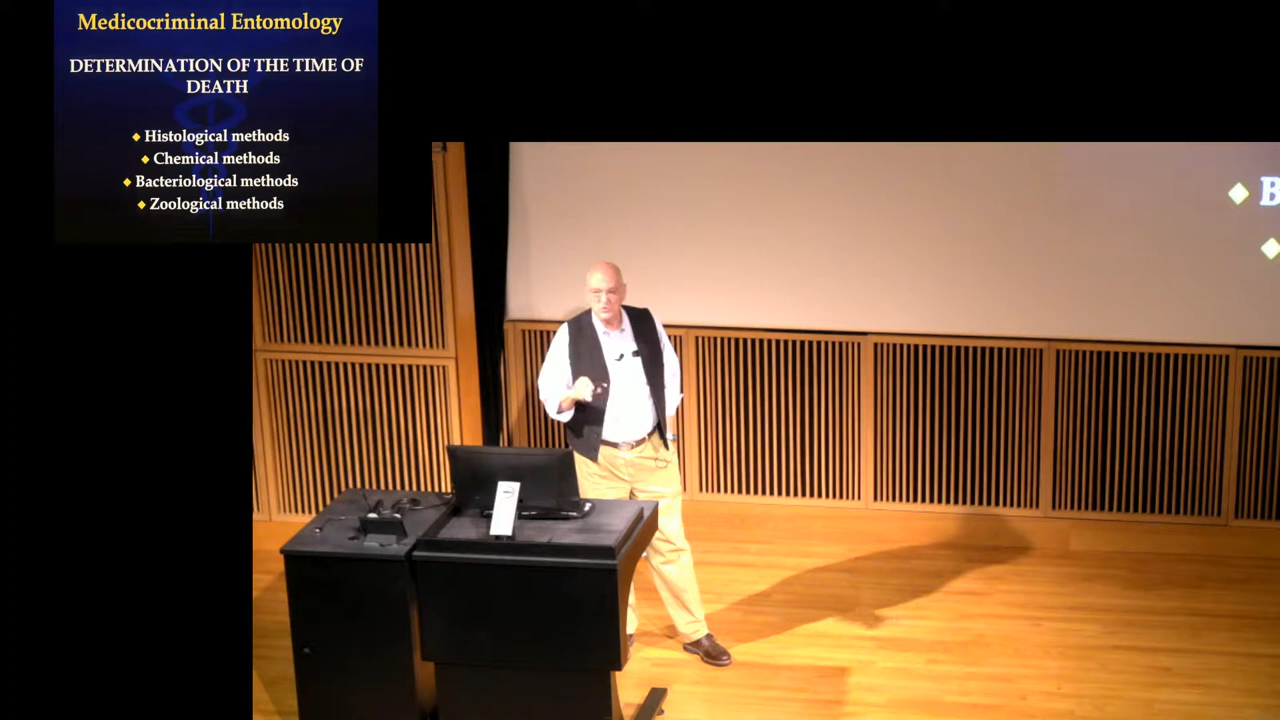 Medicocriminal Entomology
DETERMINATION OF THE TIME OF
DEATH
◆ Histological methods
◆ Chemical methods
◆ Bacteriological methods
◆ Zoological methods
◆ B
◆